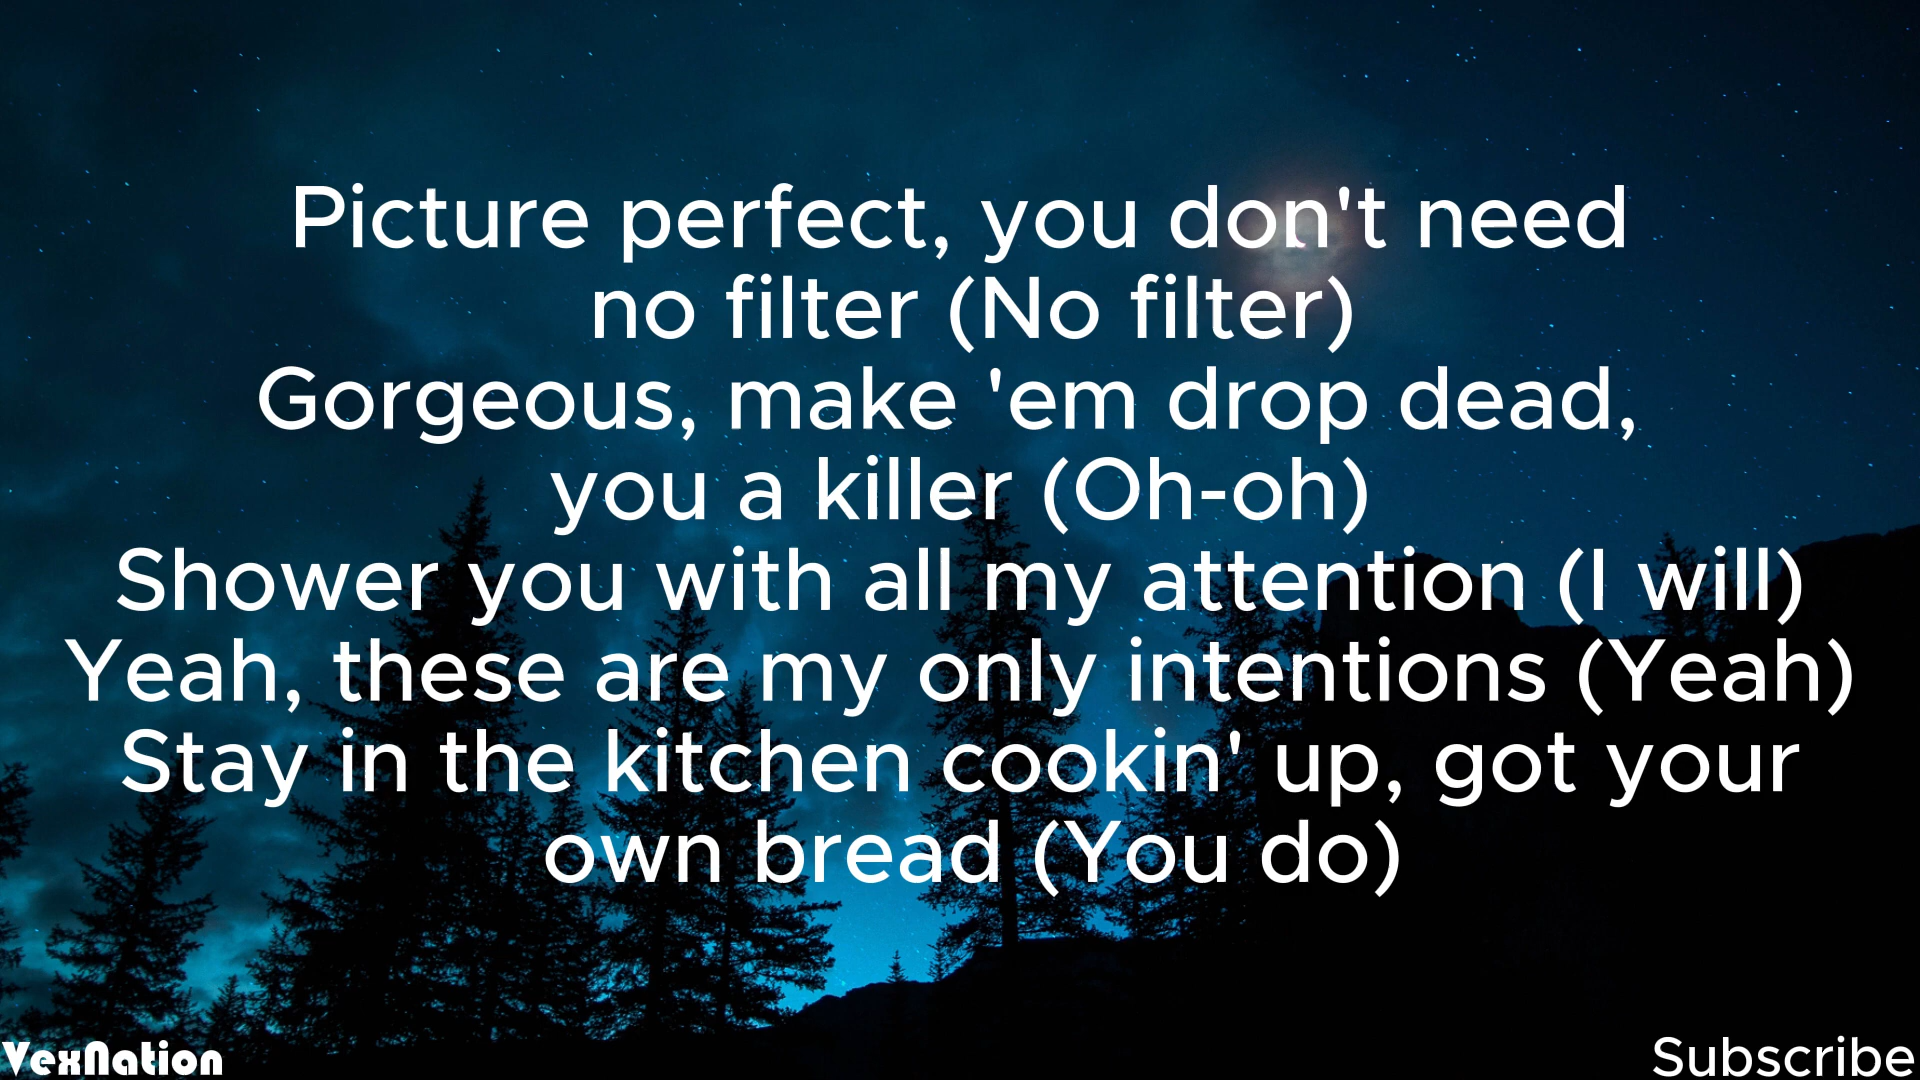 Picture perfect, you don't need
no filter (No filter)
Gorgeous, make 'em drop dead,
you a killer (Oh-oh)
Shower you with all my attention (I will)
Yeah, these are my only intentions (Yeah)
Stay in the kitchen cookin' up, got your
own bread (You do)
VexNation
Subscribe